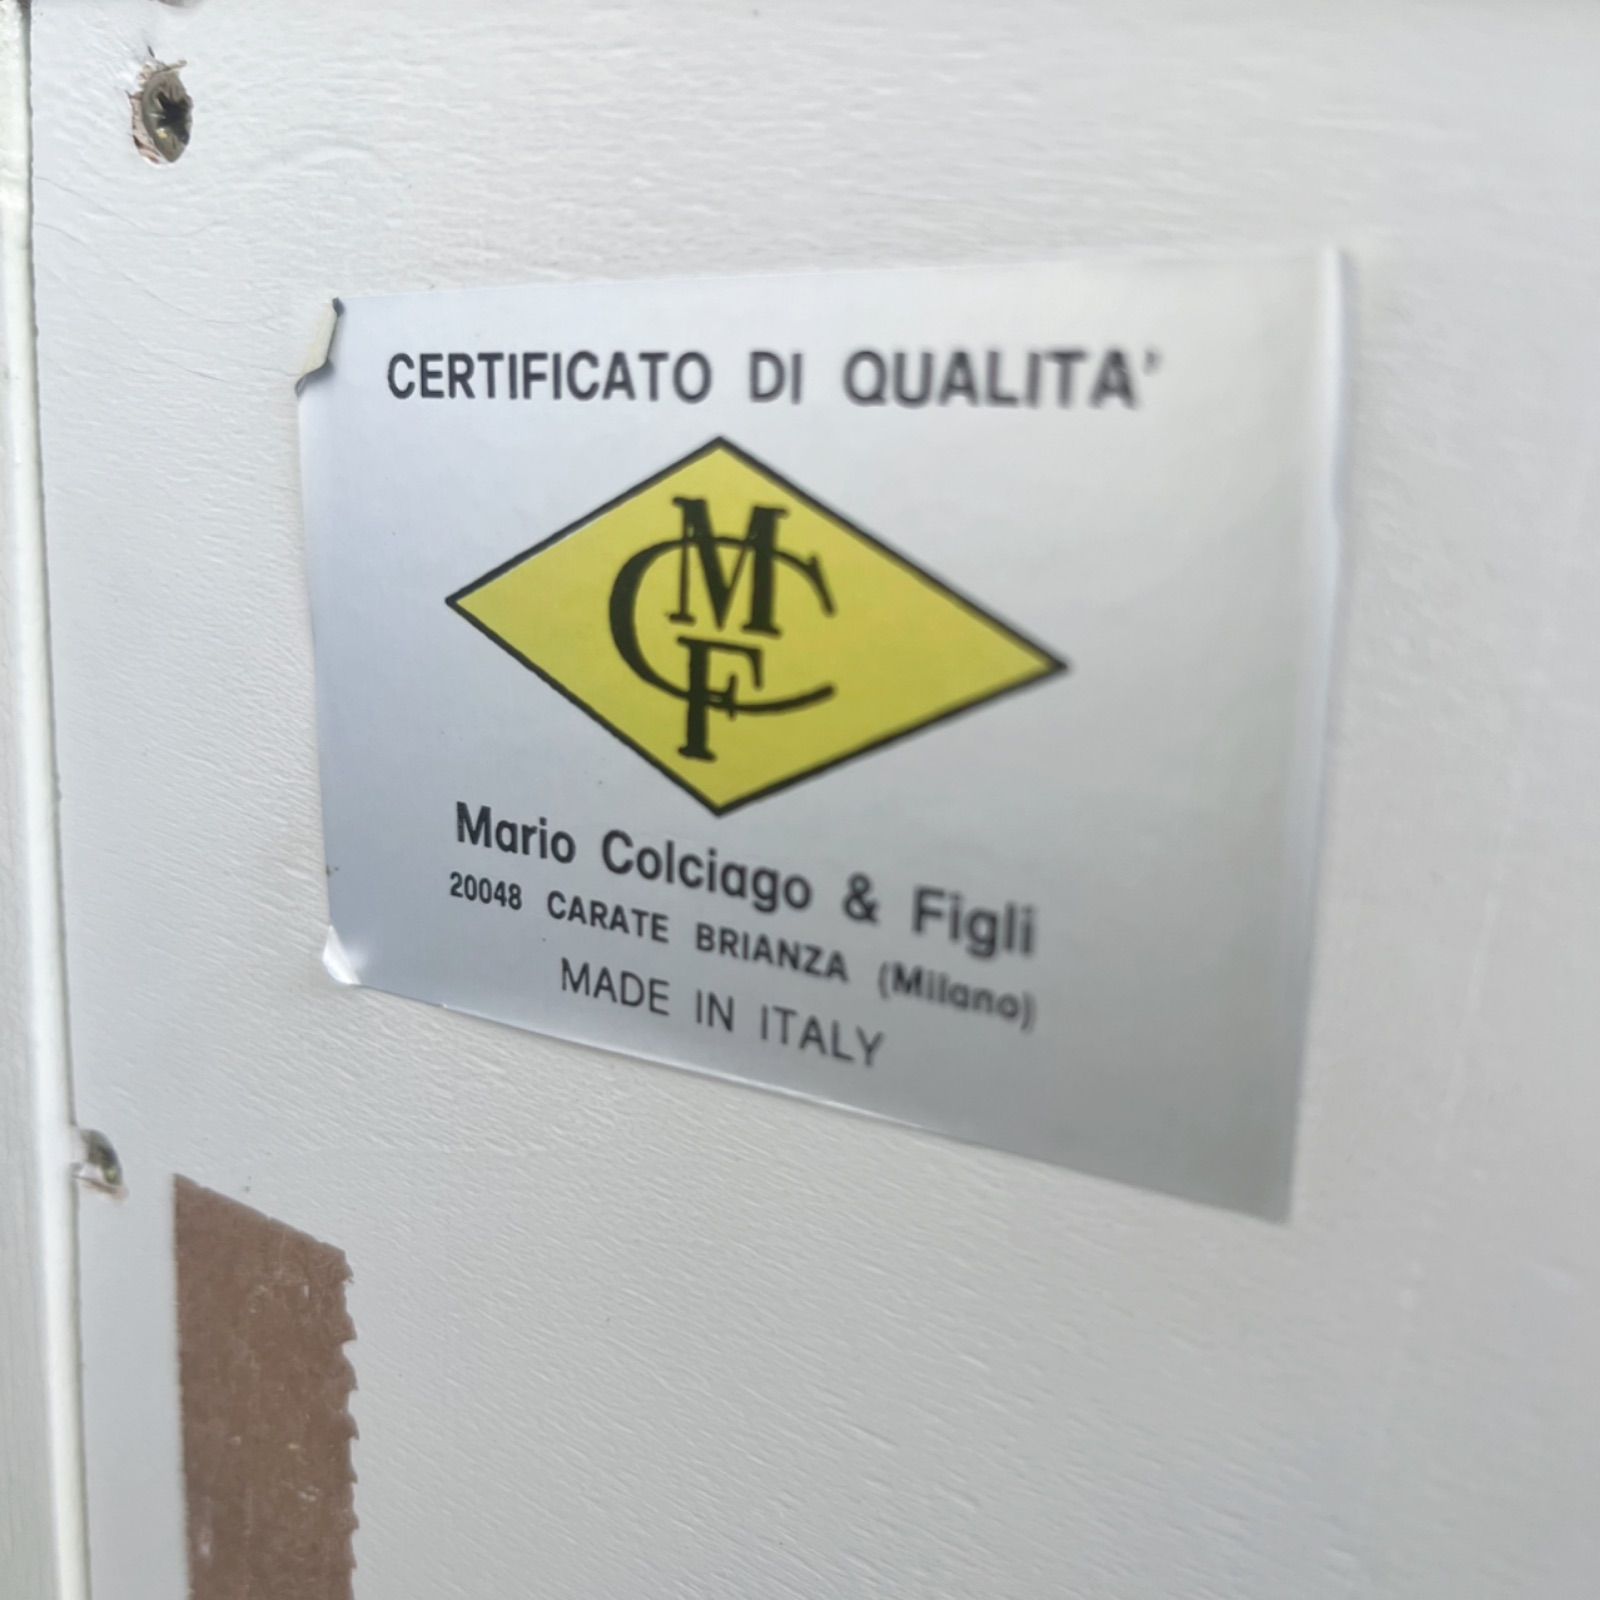 CERTIFICATO DI QUALITA'
MCF
Mario Colciago & Figli
20048 CARATE BRIANZA (Milano)
MADE IN ITALY